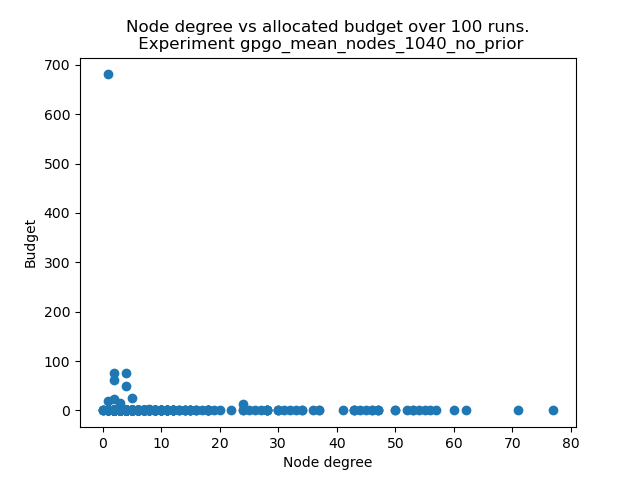 Node degree vs allocated budget over 100 runs.
Experiment gpgo_mean_nodes_1040_no_prior
700
600
500
400
300
200
100
0
Budget
0 10 20 30 40 50 60 70 80
Node degree